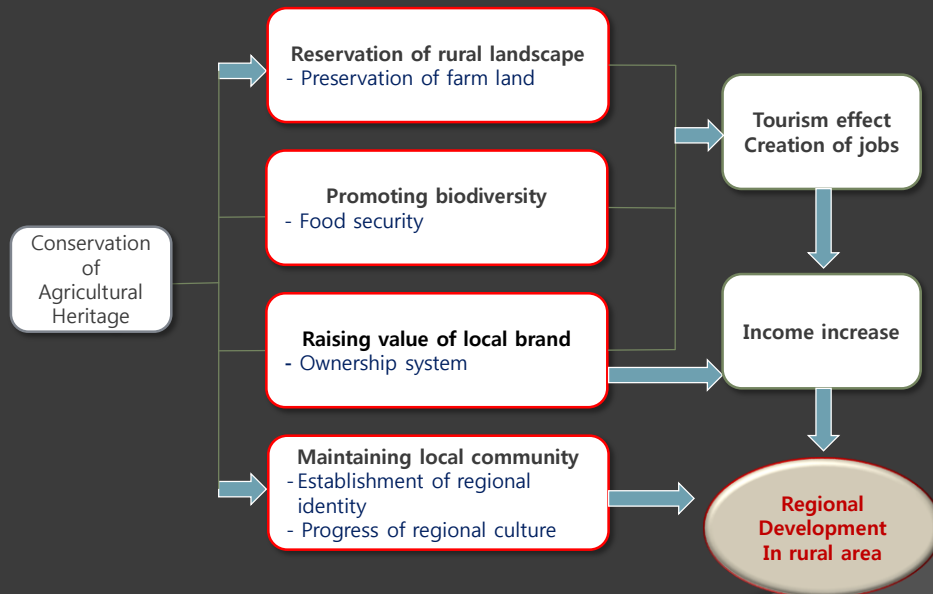 Conservation
of
Agricultural
Heritage
Reservation of rural landscape
- Preservation of farm land
Promoting biodiversity
- Food security
Raising value of local brand
- Ownership system
Maintaining local community
- Establishment of regional
identity
- Progress of regional culture
Tourism effect
Creation of jobs
Income increase
Regional
Development
In rural area